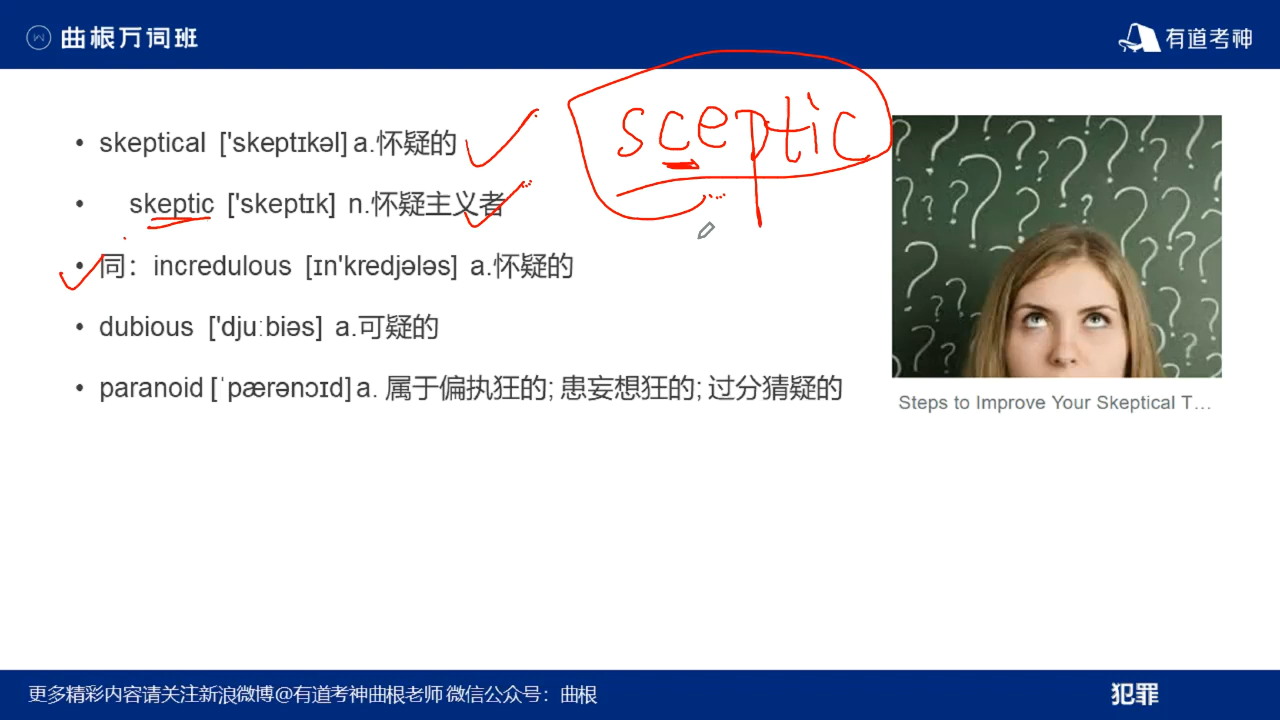 曲根万词班
有道考神
sceptic
• skeptical ['skeptɪkəl] a.怀疑的
• skeptic ['skeptɪk] n.怀疑主义者
• 同：incredulous [ɪn'kredjələs] a.怀疑的
• dubious ['djuːbiəs] a.可疑的
• paranoid [ˈpærənɔɪd] a. 属于偏执狂的; 患妄想狂的; 过分猜疑的
Steps to Improve Your Skeptical T…
更多精彩内容请关注新浪微博@有道考神曲根老师 微信公众号：曲根
犯罪